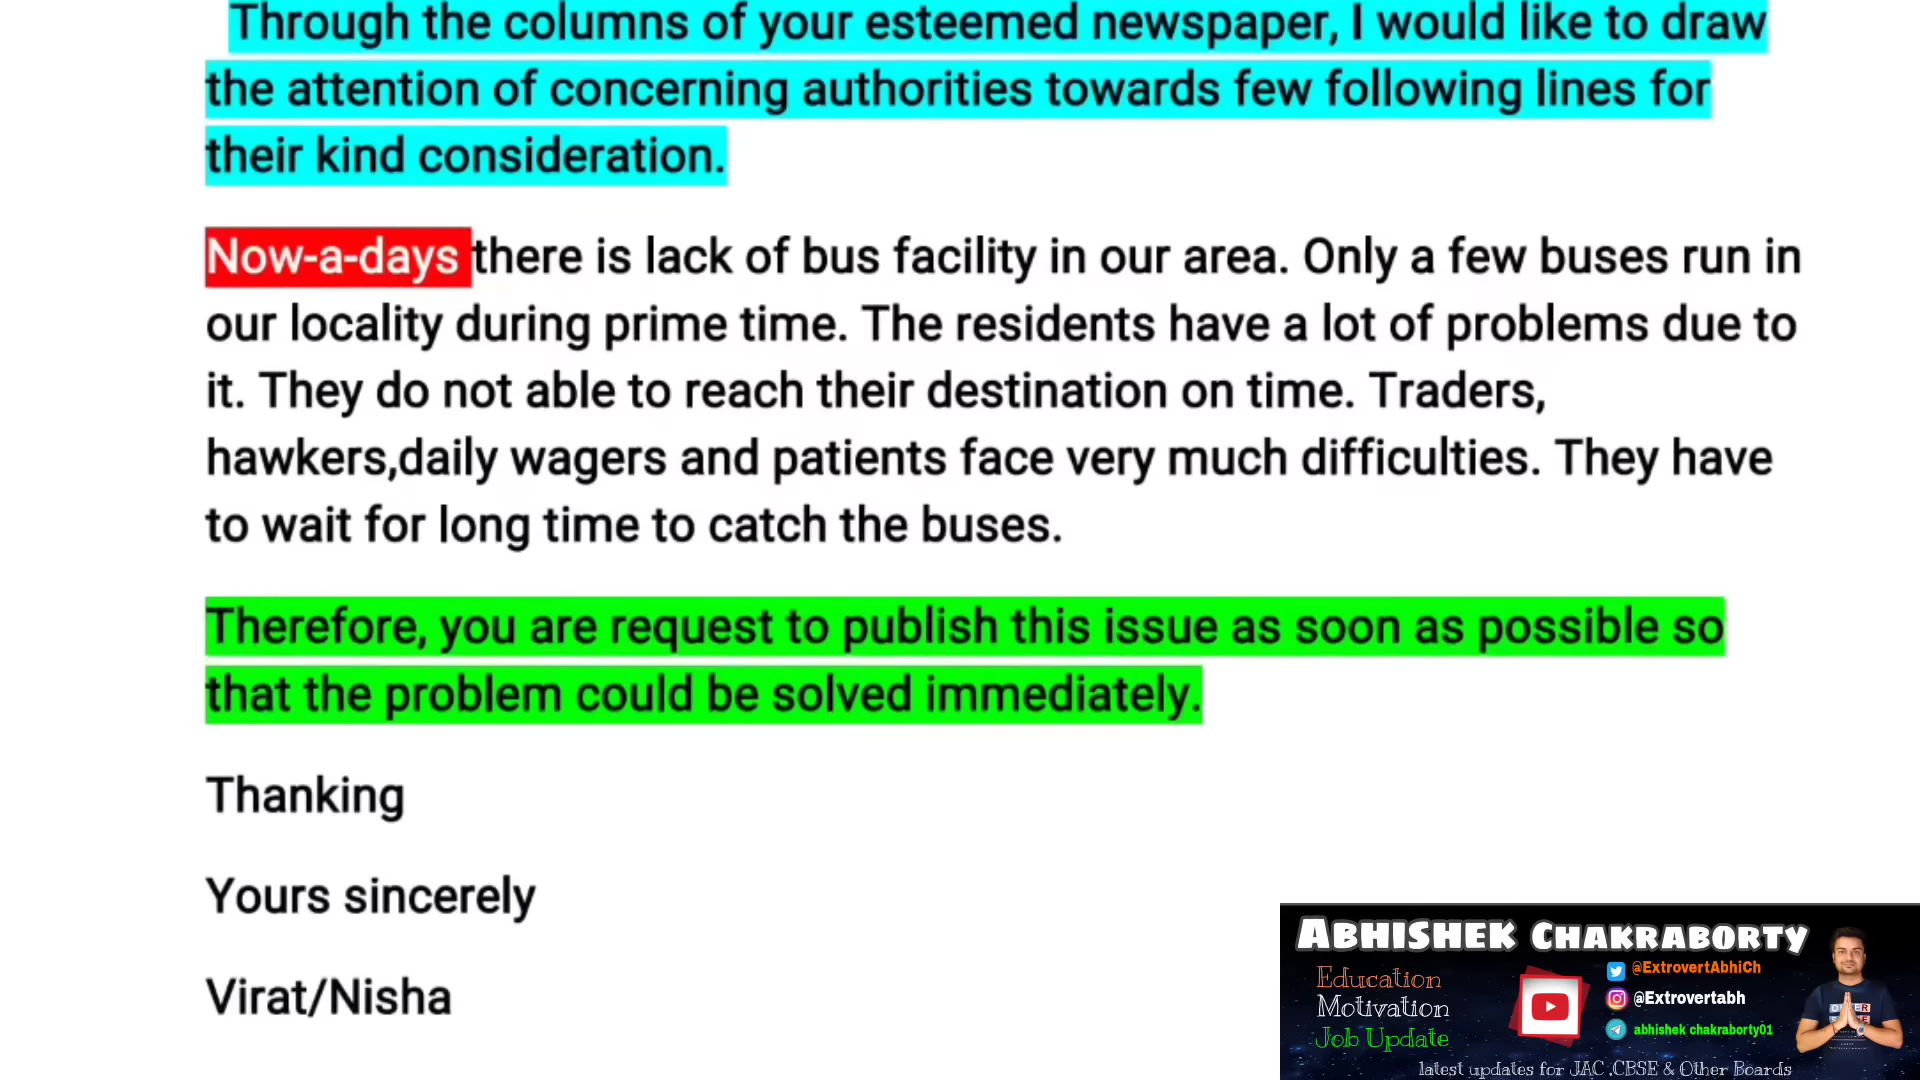 Through the columns of your esteemed newspaper, I would like to draw
the attention of concerning authorities towards few following lines for
their kind consideration.
Now-a-days there is lack of bus facility in our area. Only a few buses run in
our locality during prime time. The residents have a lot of problems due to
it. They do not able to reach their destination on time. Traders,
hawkers,daily wagers and patients face very much difficulties. They have
to wait for long time to catch the buses.
Therefore, you are request to publish this issue as soon as possible so
that the problem could be solved immediately.
Thanking
Yours sincerely
Virat/Nisha
Abhishek Chakraborty
Education
Motivation
Job Update
@ExtrovertAbhiCh
@Extrovertabh
abhishek chakraborty01
latest updates for JAC ,CBSE & Other Boards